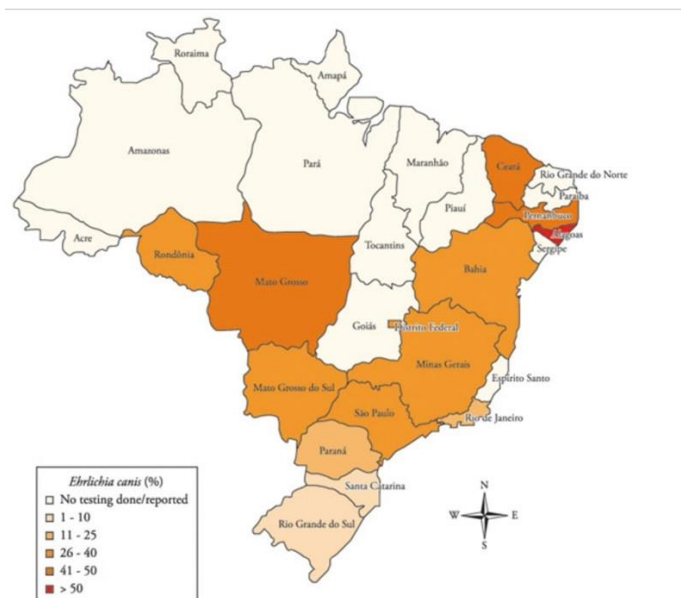 Roraima
Amapá
Amazonas
Pará
Maranhão
Ceará
Rio Grande do Norte
Paraíba
Piauí
Pernambuco
Alagoas
Sergipe
Acre
Rondônia
Tocantins
Mato Grosso
Bahia
Goiás
Distrito Federal
Minas Gerais
Espírito Santo
Mato Grosso do Sul
São Paulo
Rio de Janeiro
Paraná
Santa Catarina
Rio Grande do Sul
N
W E
S
Ehrlichia canis (%)
No testing done/reported
1 - 10
11 - 25
26 - 40
41 - 50
> 50